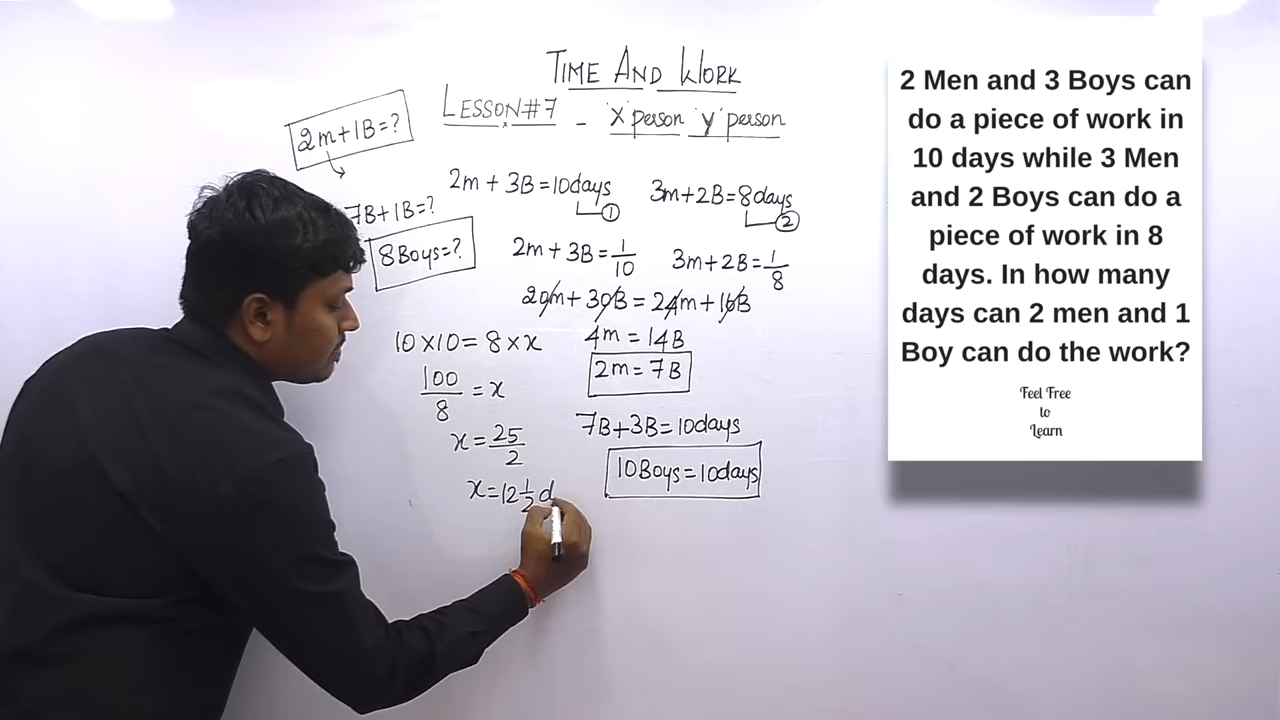 TIME AND WORK
LESSON#7 - 'X' person 'Y' person
2m+1B=?
7B+1B=?
8Boys=?
2m + 3B=10days
①
3m+2B=8days
②
2m + 3B=1/10
3m+2B=1/8
20m+30B = 24m+16B
4m = 14B
2m=7B
7B+3B=10days
10Boys=10days
10×10=8×x
100/8=x
x=25/2
x=12 1/2 d
2 Men and 3 Boys can
do a piece of work in
10 days while 3 Men
and 2 Boys can do a
piece of work in 8
days. In how many
days can 2 men and 1
Boy can do the work?
Feel Free
to
Learn